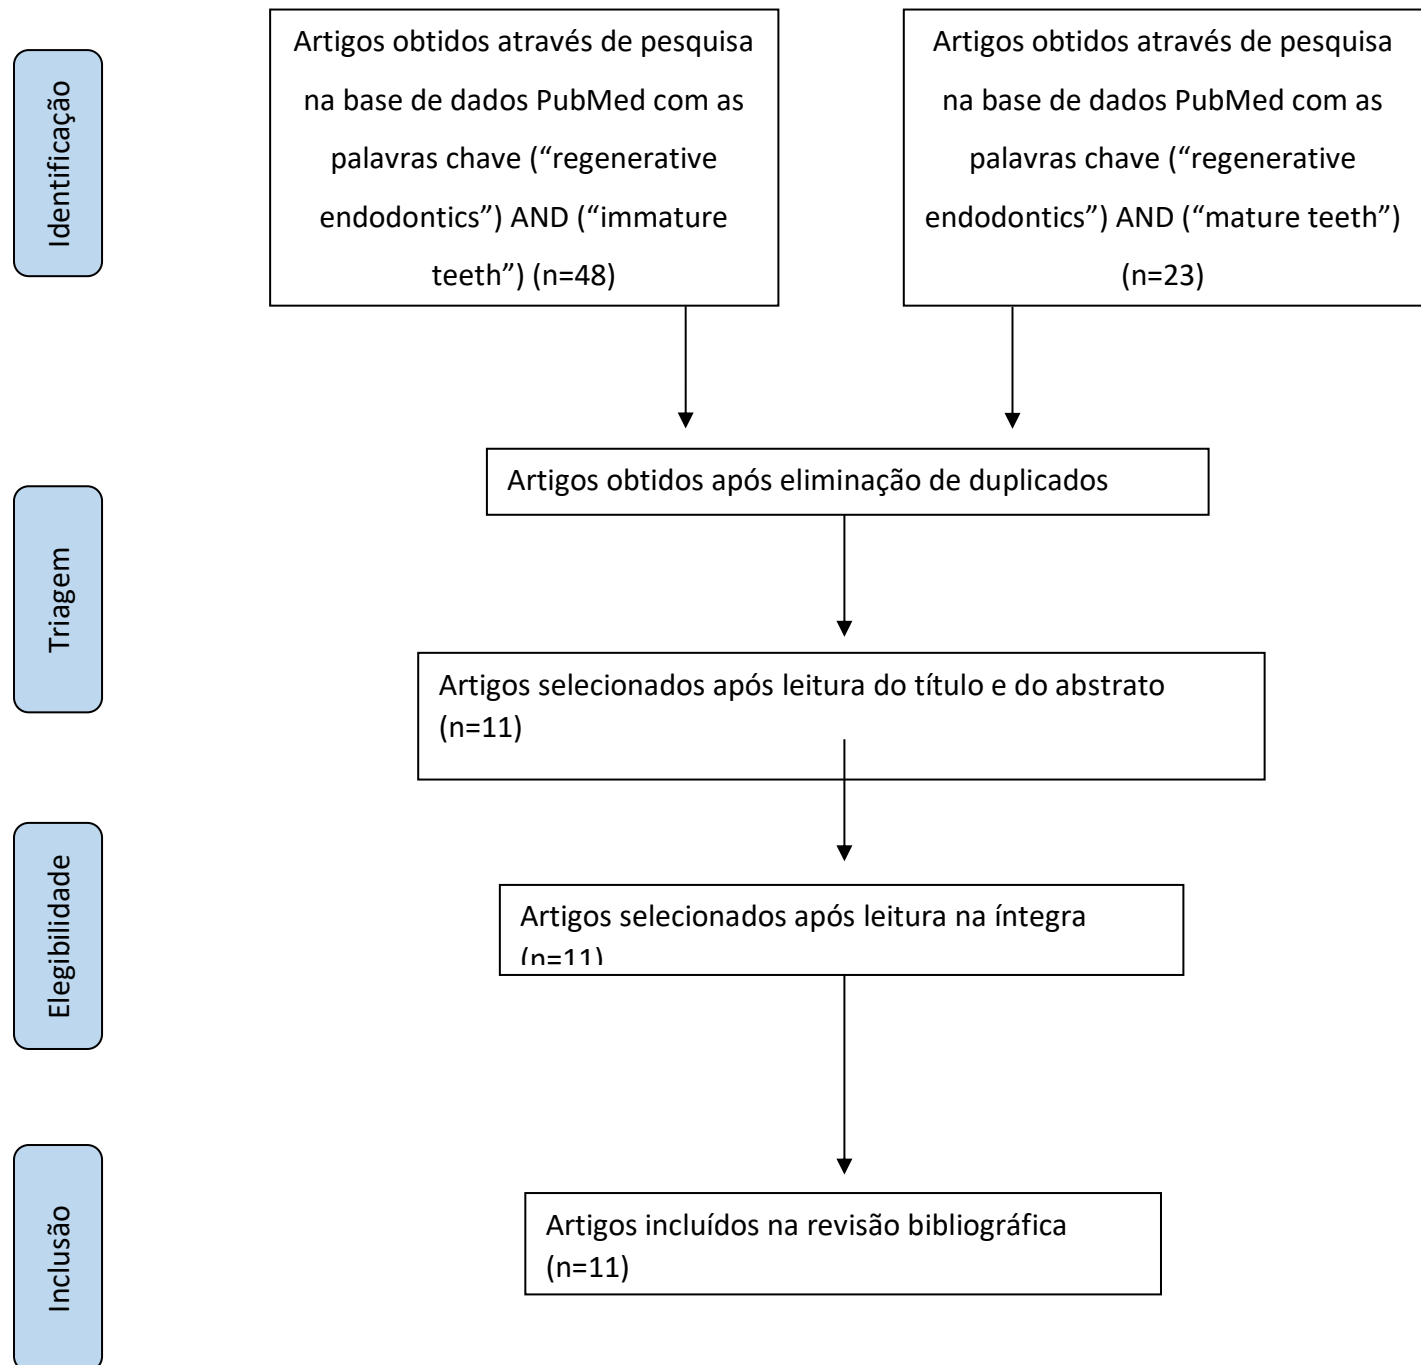 Identificação
Artigos obtidos através de pesquisa
na base de dados PubMed com as
palavras chave (“regenerative
endodontics”) AND (“immature
teeth”) (n=48)
Artigos obtidos através de pesquisa
na base de dados PubMed com as
palavras chave (“regenerative
endodontics”) AND (“mature teeth”)
(n=23)
Artigos obtidos após eliminação de duplicados
Triagem
Artigos selecionados após leitura do título e do abstrato
(n=11)
Elegibilidade
Artigos selecionados após leitura na íntegra
(n=11)
Inclusão
Artigos incluídos na revisão bibliográfica
(n=11)